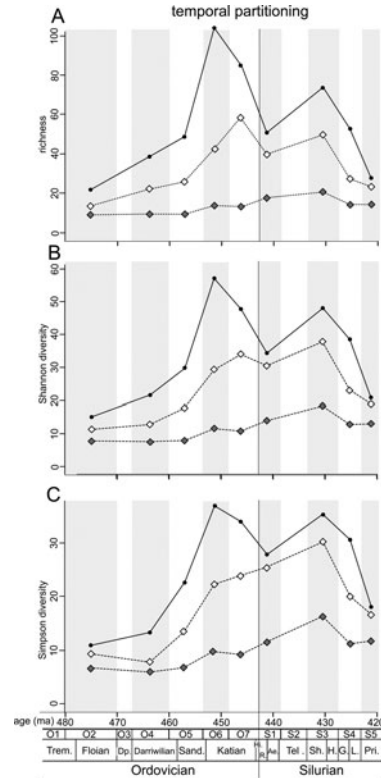 temporal partitioning
A
richness
100
80
60
40
20
0
B
Shannon diversity
60
50
40
30
20
10
0
C
Simpson diversity
30
20
10
0
age (ma) 480 470 460 450 440 430 420
O1 O2 O3 O4 O5 O6 O7 S1 S2 S3 S4 S5
Trem. Floian Dp. Darriwilian Sand. Katian Hi. R. Ae. Tel. Sh. H. G. L. Pri.
Ordovician Silurian